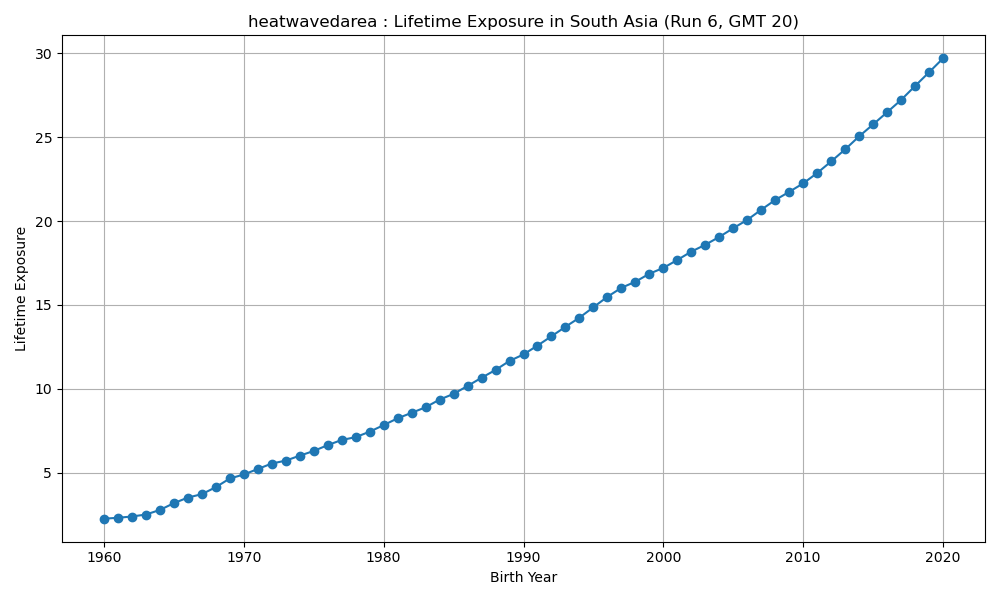 heatwavedarea : Lifetime Exposure in South Asia (Run 6, GMT 20)
30
25
20
15
10
5
Lifetime Exposure
1960 1970 1980 1990 2000 2010 2020
Birth Year